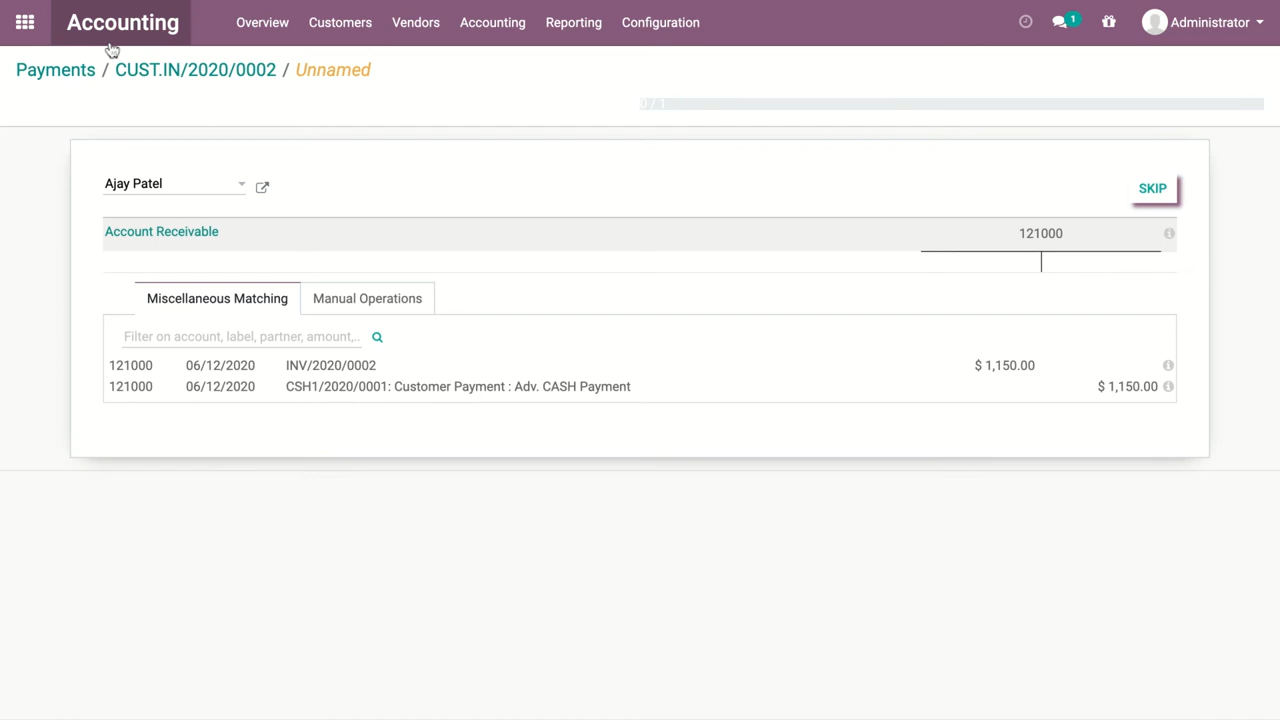 Accounting Overview Customers Vendors Accounting Reporting Configuration 1 Administrator
Payments / CUST.IN/2020/0002 / Unnamed
0 / 1
Ajay Patel
SKIP
Account Receivable 121000
Miscellaneous Matching Manual Operations
Filter on account, label, partner, amount,..
121000 06/12/2020 INV/2020/0002 $ 1,150.00
121000 06/12/2020 CSH1/2020/0001: Customer Payment : Adv. CASH Payment $ 1,150.00